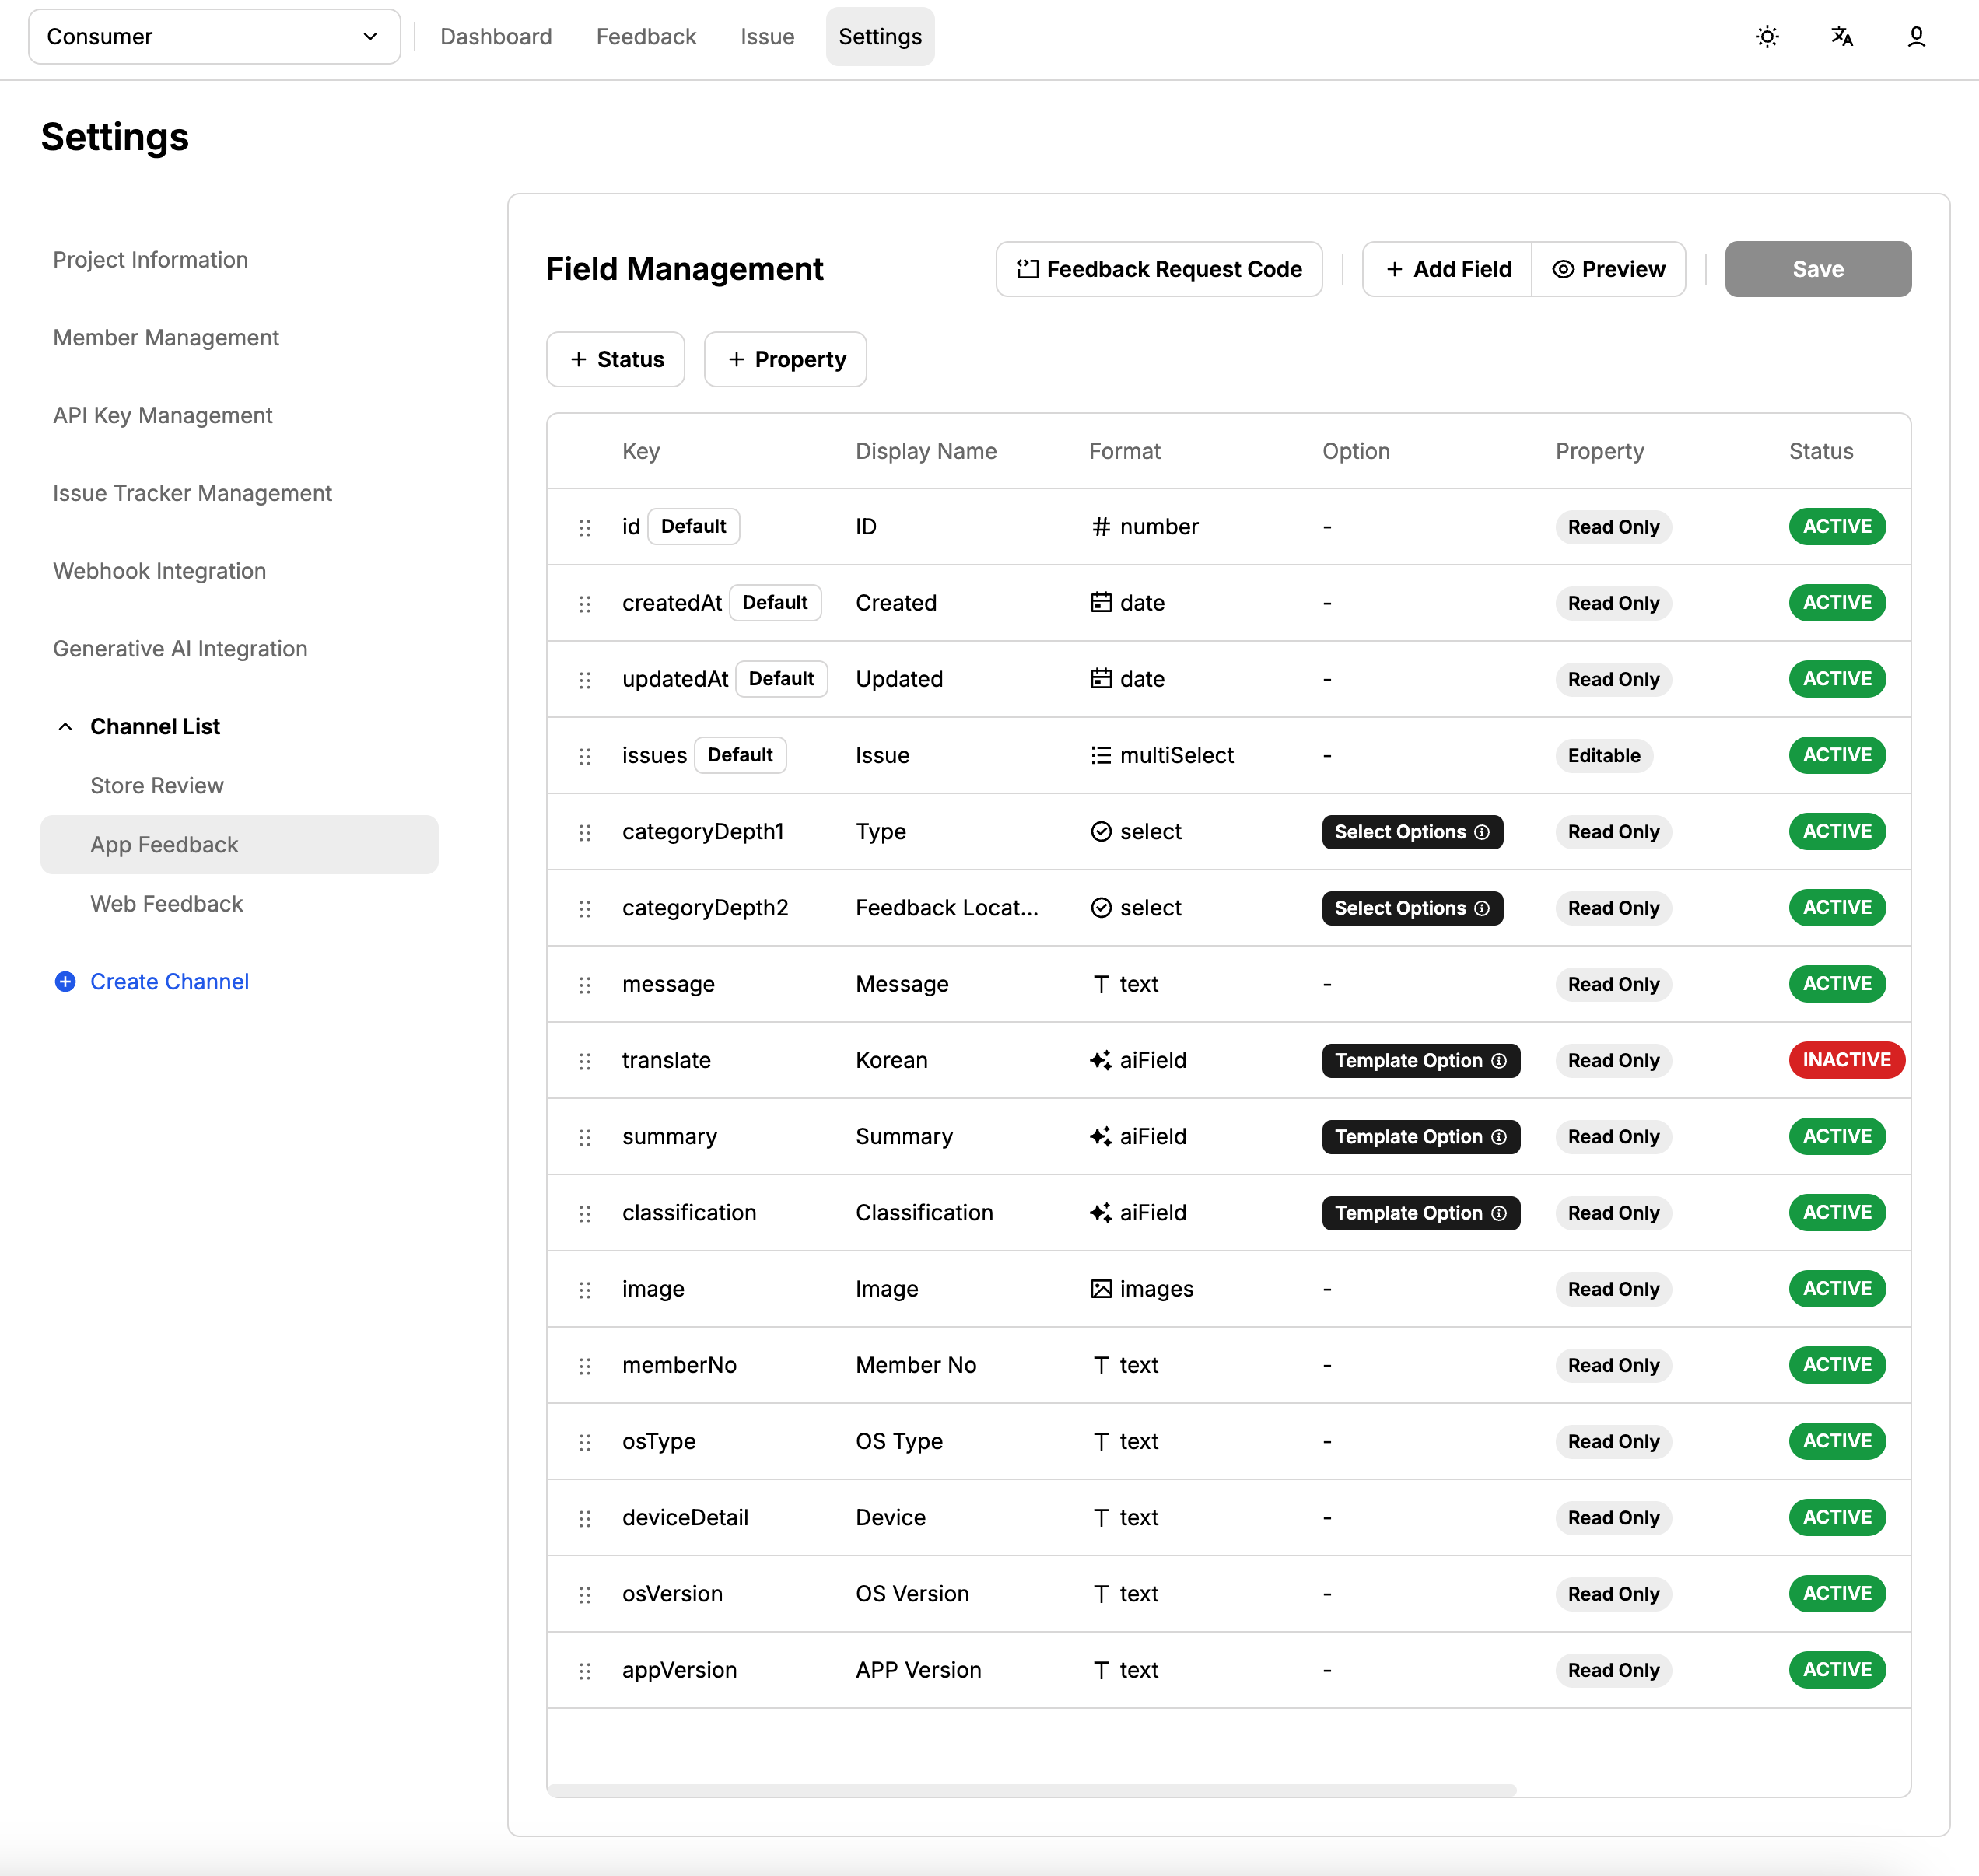 Consumer Dashboard Feedback Issue Settings
Settings
Project Information
Member Management
API Key Management
Issue Tracker Management
Webhook Integration
Generative AI Integration
Channel List
Store Review
App Feedback
Web Feedback
Create Channel
Field Management Feedback Request Code + Add Field Preview Save
+ Status + Property
Key Display Name Format Option Property Status
id Default ID # number - Read Only ACTIVE
createdAt Default Created date - Read Only ACTIVE
updatedAt Default Updated date - Read Only ACTIVE
issues Default Issue multiSelect - Editable ACTIVE
categoryDepth1 Type select Select Options Read Only ACTIVE
categoryDepth2 Feedback Locat... select Select Options Read Only ACTIVE
message Message text - Read Only ACTIVE
translate Korean aiField Template Option Read Only INACTIVE
summary Summary aiField Template Option Read Only ACTIVE
classification Classification aiField Template Option Read Only ACTIVE
image Image images - Read Only ACTIVE
memberNo Member No text - Read Only ACTIVE
osType OS Type text - Read Only ACTIVE
deviceDetail Device text - Read Only ACTIVE
osVersion OS Version text - Read Only ACTIVE
appVersion APP Version text - Read Only ACTIVE